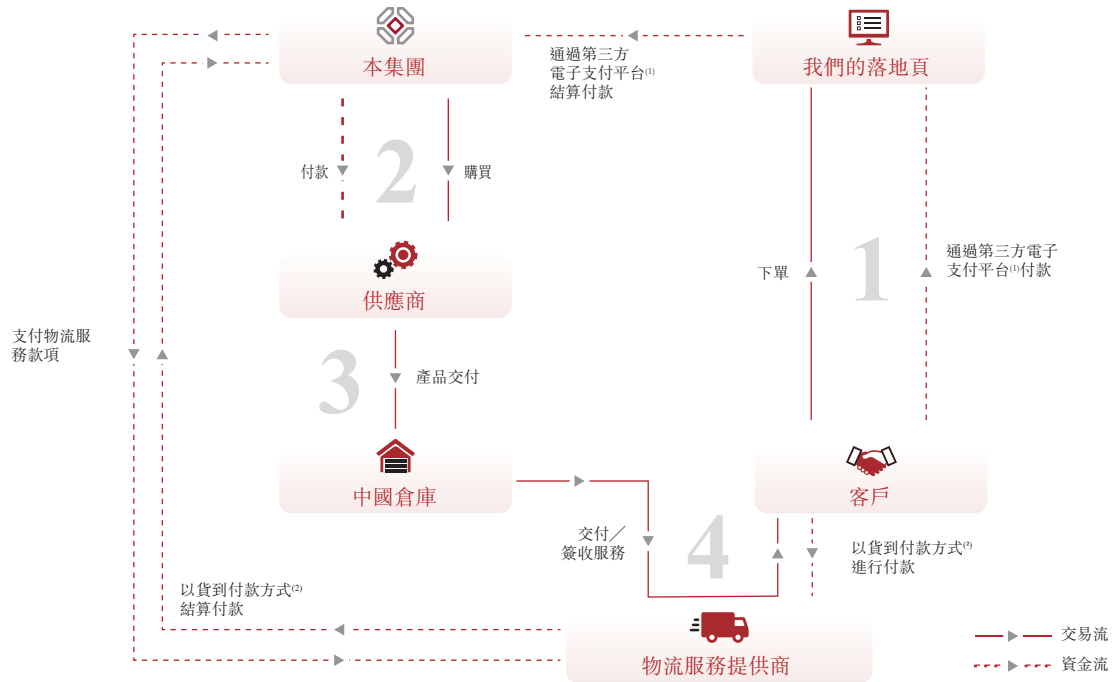 本集團
通過第三方
電子支付平台(1)
結算付款
我們的落地頁
付款
2
購買
下單
1
通過第三方電子
支付平台(1)付款
供應商
支付物流服
務款項
3
產品交付
中國倉庫
客戶
交付／
簽收服務
4
以貨到付款方式(2)
進行付款
以貨到付款方式(2)
結算付款
物流服務提供商
交易流
資金流